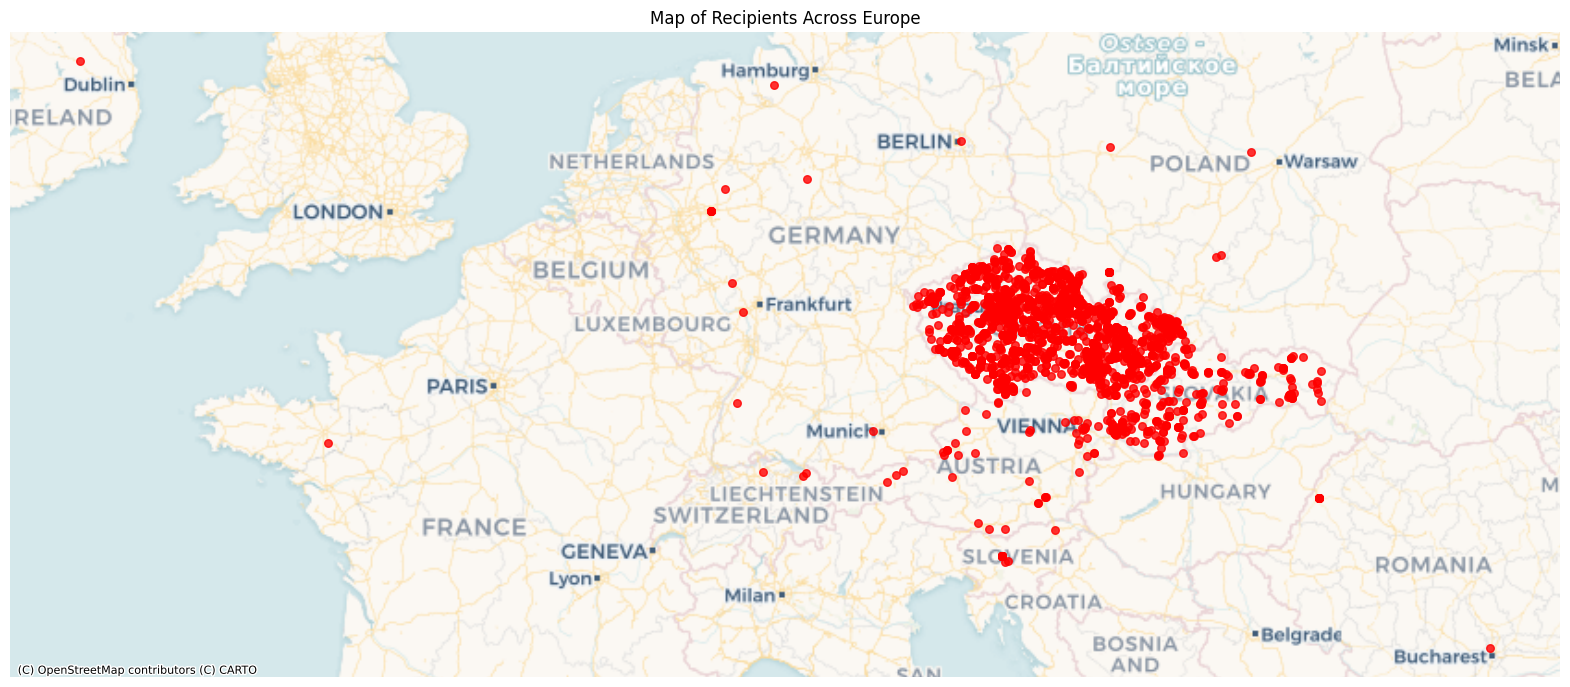 Map of Recipients Across Europe
Ostsee -
Балтийское
море
Minsk
BELA
Dublin
IRELAND
Hamburg
BERLIN
NETHERLANDS
POLAND
Warsaw
LONDON
GERMANY
BELGIUM
Frankfurt
LUXEMBOURG
PARIS
SLOVAKIA
Munich
VIENNA
AUSTRIA
LIECHTENSTEIN
SWITZERLAND
HUNGARY
M
FRANCE
GENEVA
SLOVENIA
ROMANIA
Lyon
Milan
CROATIA
Belgrade
BOSNIA
AND
Bucharest
SAN
(C) OpenStreetMap contributors (C) CARTO